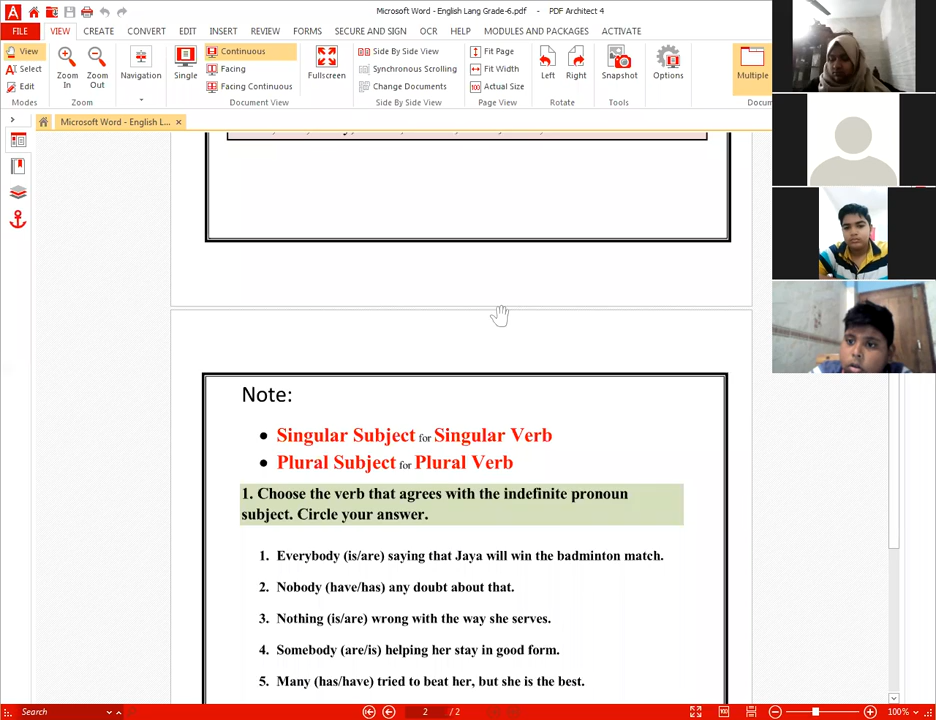 Microsoft Word - English Lang Grade-6.pdf - PDF Architect 4
FILE VIEW CREATE CONVERT EDIT INSERT REVIEW FORMS SECURE AND SIGN OCR HELP MODULES AND PACKAGES ACTIVATE
View
Select
Edit
Modes
Zoom In
Zoom Out
Zoom
Navigation
Single
Continuous
Facing
Facing Continuous
Document View
Fullscreen
Side By Side View
Synchronous Scrolling
Change Documents
Side By Side View
Fit Page
Fit Width
Actual Size
Page View
Left
Right
Rotate
Snapshot
Tools
Options
Multiple
Docum
Microsoft Word - English L...
Note:
• Singular Subject for Singular Verb
• Plural Subject for Plural Verb
1. Choose the verb that agrees with the indefinite pronoun
subject. Circle your answer.
1. Everybody (is/are) saying that Jaya will win the badminton match.
2. Nobody (have/has) any doubt about that.
3. Nothing (is/are) wrong with the way she serves.
4. Somebody (are/is) helping her stay in good form.
5. Many (has/have) tried to beat her, but she is the best.
Search
2 / 2
100%